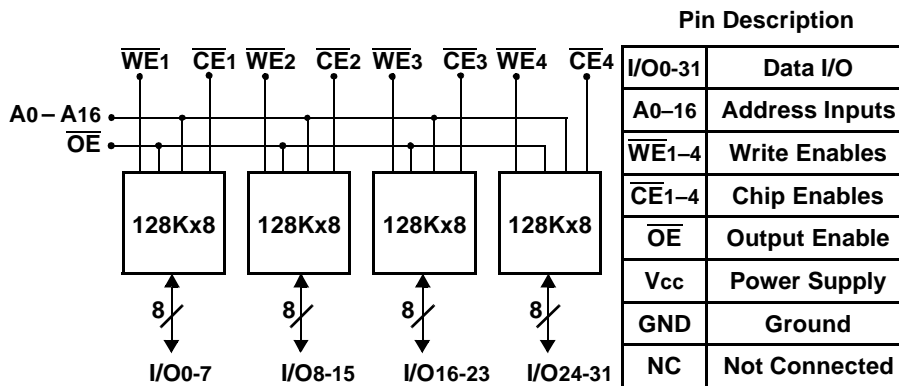 Pin Description
WE1 CE1 WE2 CE2 WE3 CE3 WE4 CE4
A0 – A16
OE
128Kx8 128Kx8 128Kx8 128Kx8
8 8 8 8
I/O0-7 I/O8-15 I/O16-23 I/O24-31
I/O0-31 Data I/O
A0–16 Address Inputs
WE1–4 Write Enables
CE1–4 Chip Enables
OE Output Enable
Vcc Power Supply
GND Ground
NC Not Connected